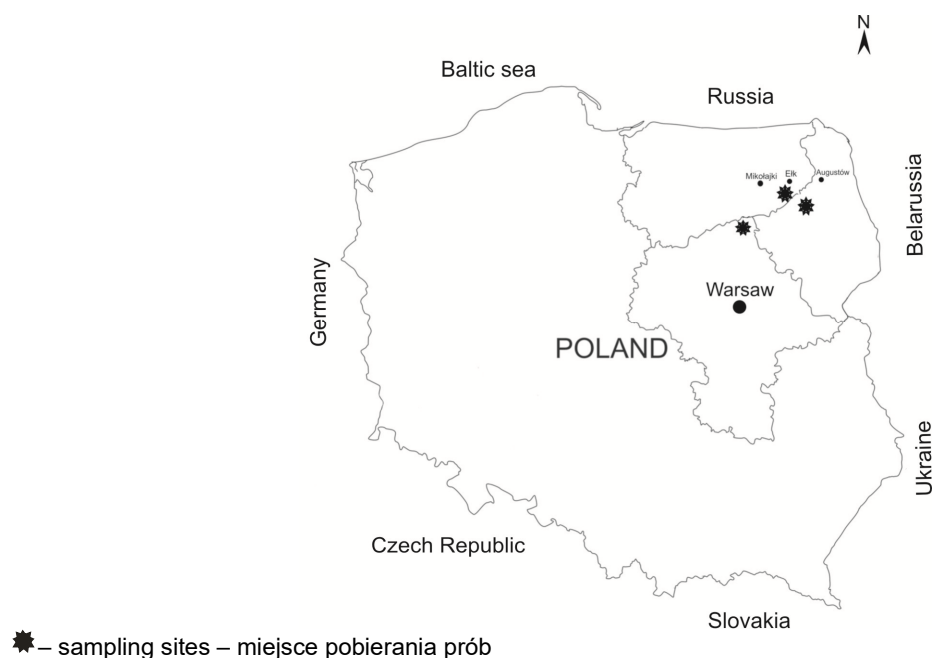 N
Baltic sea
Russia
Mikołajki
Ełk
Augustów
Belarussia
Germany
Warsaw
POLAND
Ukraine
Czech Republic
Slovakia
– sampling sites – miejsce pobierania prób